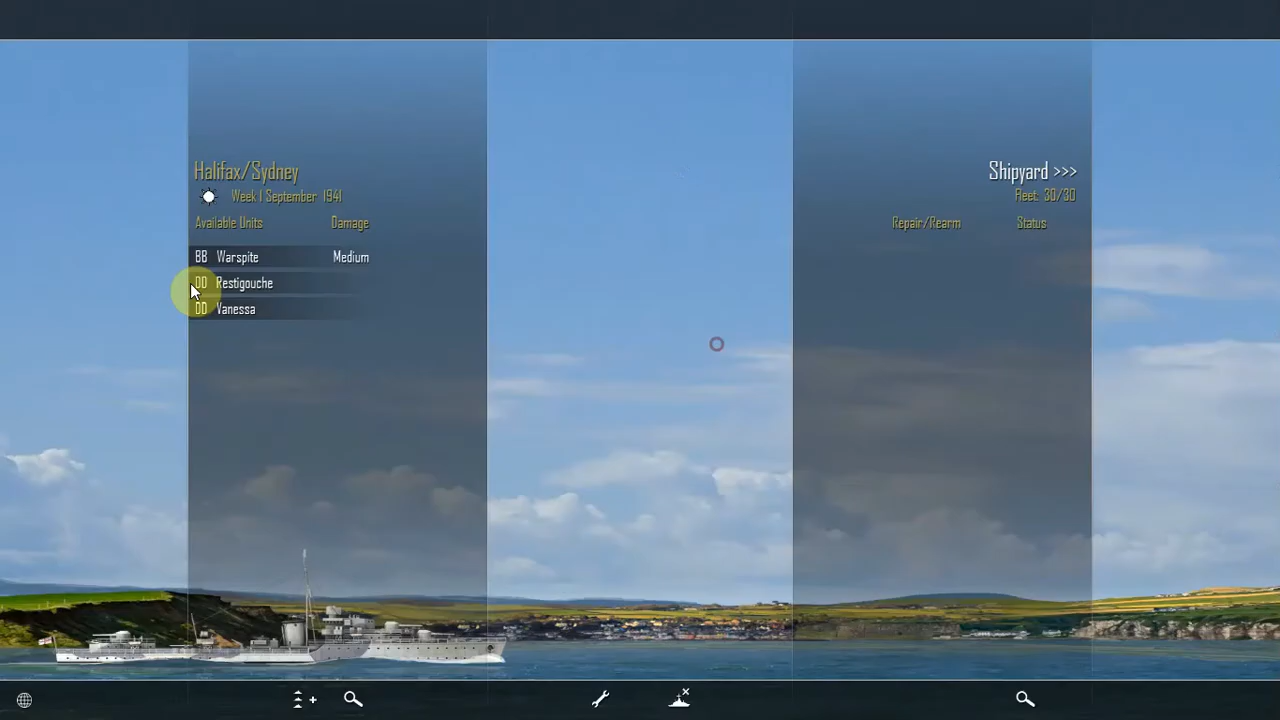 Halifax/Sydney
Week 1 September 1941
Available Units Damage
BB Warspite Medium
DD Restigouche
DD Vanessa
Shipyard >>>
Fleet: 30/30
Repair/Rearm Status